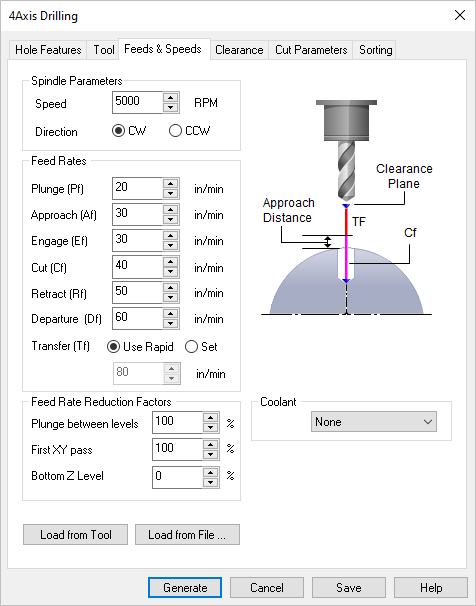 4Axis Drilling
Hole Features Tool Feeds & Speeds Clearance Cut Parameters Sorting
Spindle Parameters
Speed 5000 RPM
Direction CW CCW
Feed Rates
Plunge (Pf) 20 in/min
Approach (Af) 30 in/min
Engage (Ef) 30 in/min
Cut (Cf) 40 in/min
Retract (Rf) 50 in/min
Departure (Df) 60 in/min
Transfer (Tf) Use Rapid Set
80 in/min
Clearance
Plane
Approach
Distance
TF
Cf
Feed Rate Reduction Factors
Plunge between levels 100 %
First XY pass 100 %
Bottom Z Level 0 %
Coolant
None
Load from Tool Load from File ...
Generate Cancel Save Help